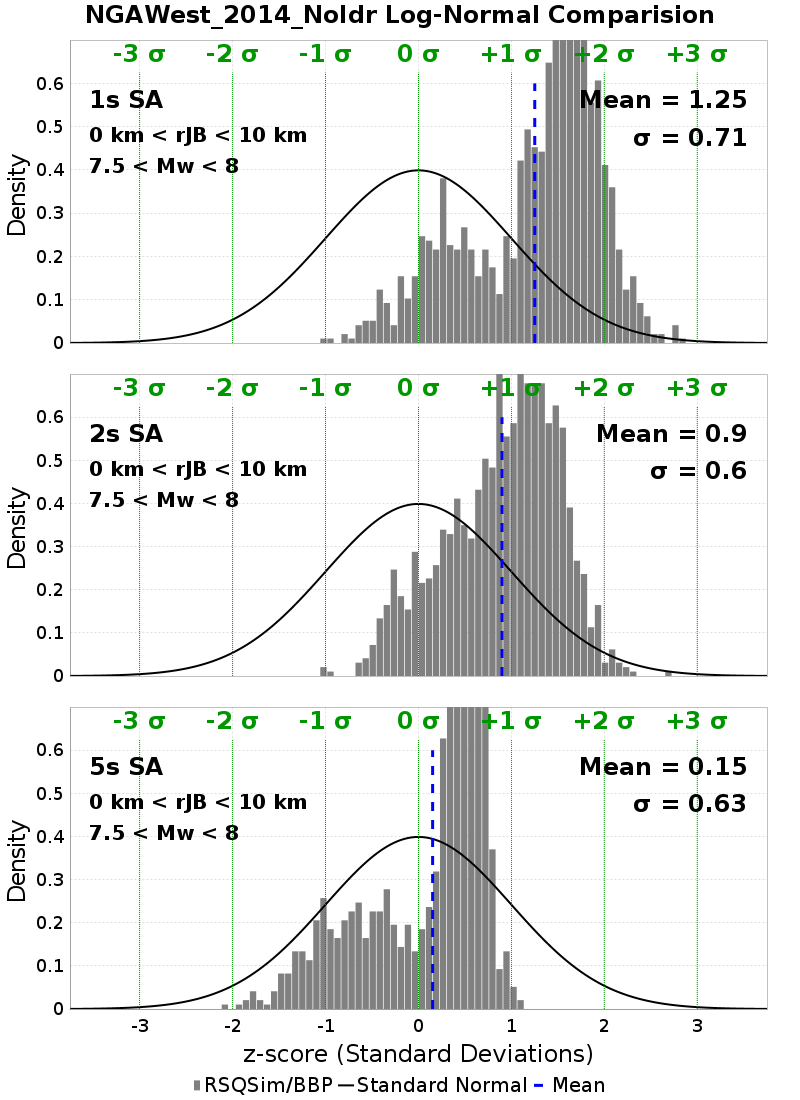 NGAWest_2014_NoIdr Log-Normal Comparision
-3 σ -2 σ -1 σ 0 σ +1 σ +2 σ +3 σ
1s SA
Mean = 1.25
0 km < rJB < 10 km
σ = 0.71
7.5 < Mw < 8
Density
0.6
0.5
0.4
0.3
0.2
0.1
0
-3 σ -2 σ -1 σ 0 σ +1 σ +2 σ +3 σ
2s SA
Mean = 0.9
0 km < rJB < 10 km
σ = 0.6
7.5 < Mw < 8
Density
0.6
0.5
0.4
0.3
0.2
0.1
0
-3 σ -2 σ -1 σ 0 σ +1 σ +2 σ +3 σ
5s SA
Mean = 0.15
0 km < rJB < 10 km
σ = 0.63
7.5 < Mw < 8
Density
0.6
0.5
0.4
0.3
0.2
0.1
0
-3 -2 -1 0 1 2 3
z-score (Standard Deviations)
RSQSim/BBP Standard Normal Mean